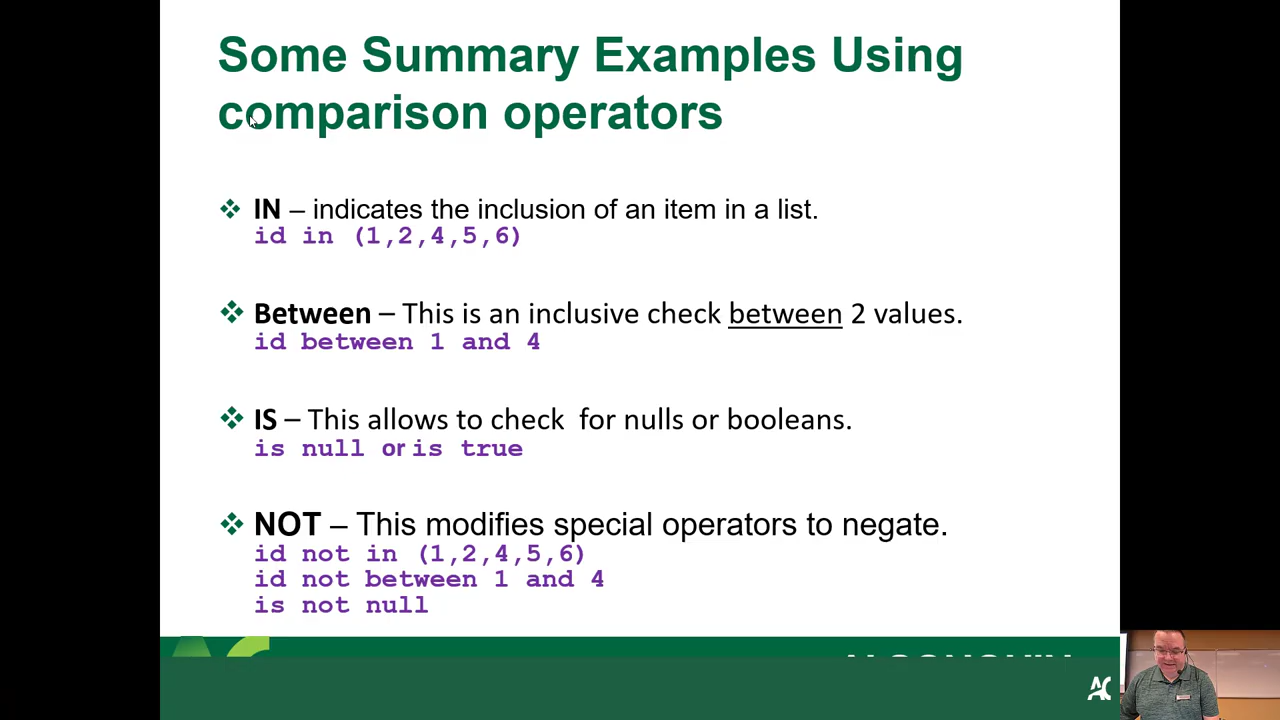 Some Summary Examples Using
comparison operators
❖ IN – indicates the inclusion of an item in a list.
id in (1,2,4,5,6)
❖ Between – This is an inclusive check between 2 values.
id between 1 and 4
❖ IS – This allows to check  for nulls or booleans.
is null or is true
❖ NOT – This modifies special operators to negate.
id not in (1,2,4,5,6)
id not between 1 and 4
is not null
ALGONQUIN
AC